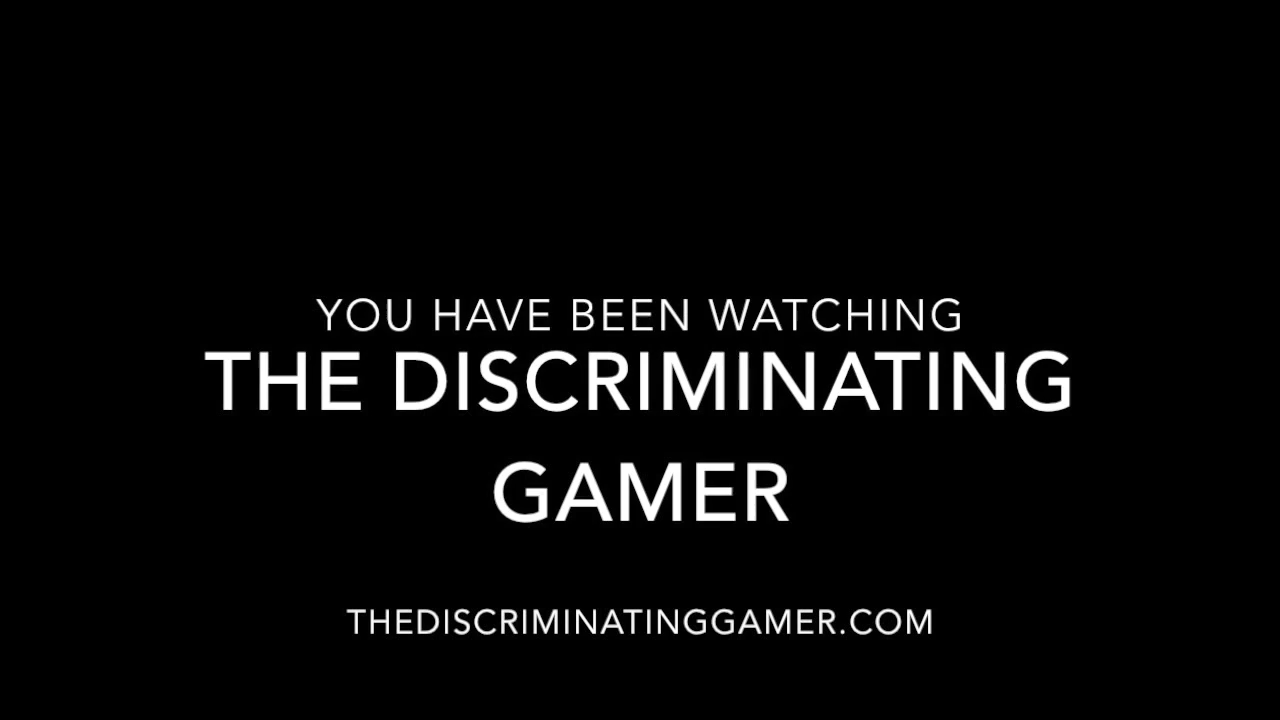 YOU HAVE BEEN WATCHING
THE DISCRIMINATING
GAMER
THEDISCRIMINATINGGAMER.COM